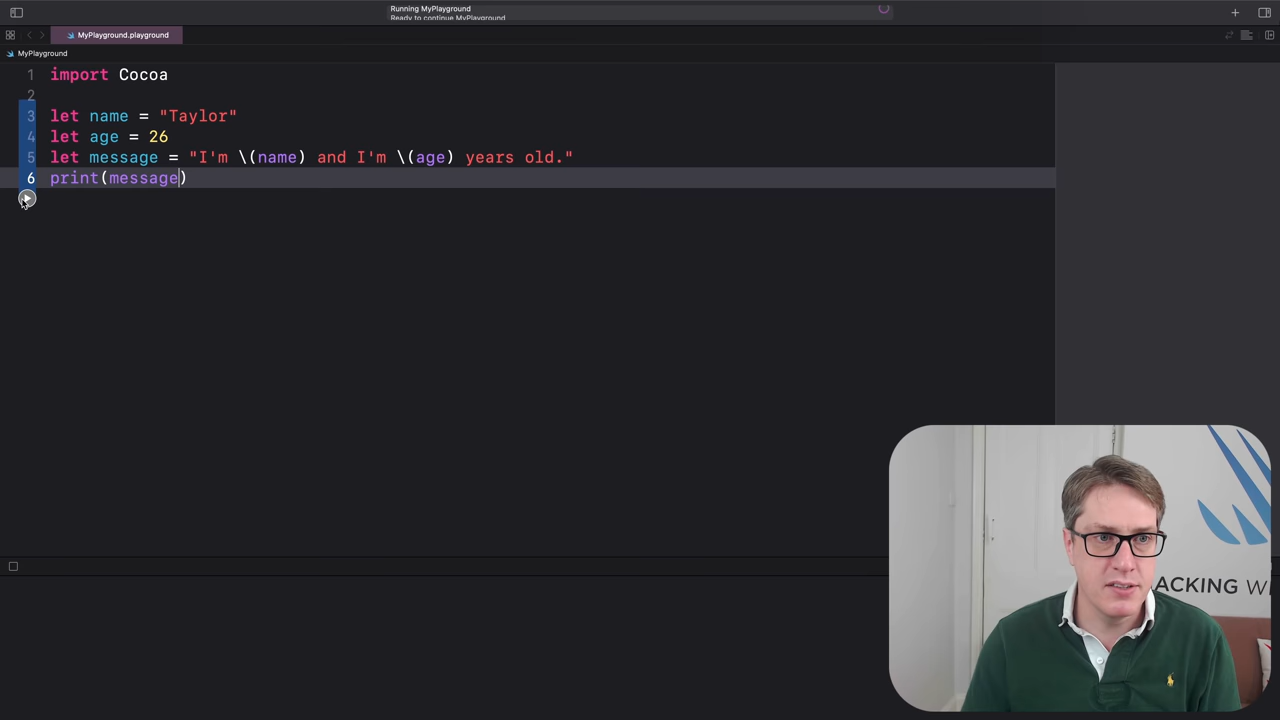 Running MyPlayground
Ready to continue MyPlayground
MyPlayground.playground
MyPlayground
1 import Cocoa
2
3 let name = "Taylor"
4 let age = 26
5 let message = "I'm \(name) and I'm \(age) years old."
6 print(message)
ACKING WI